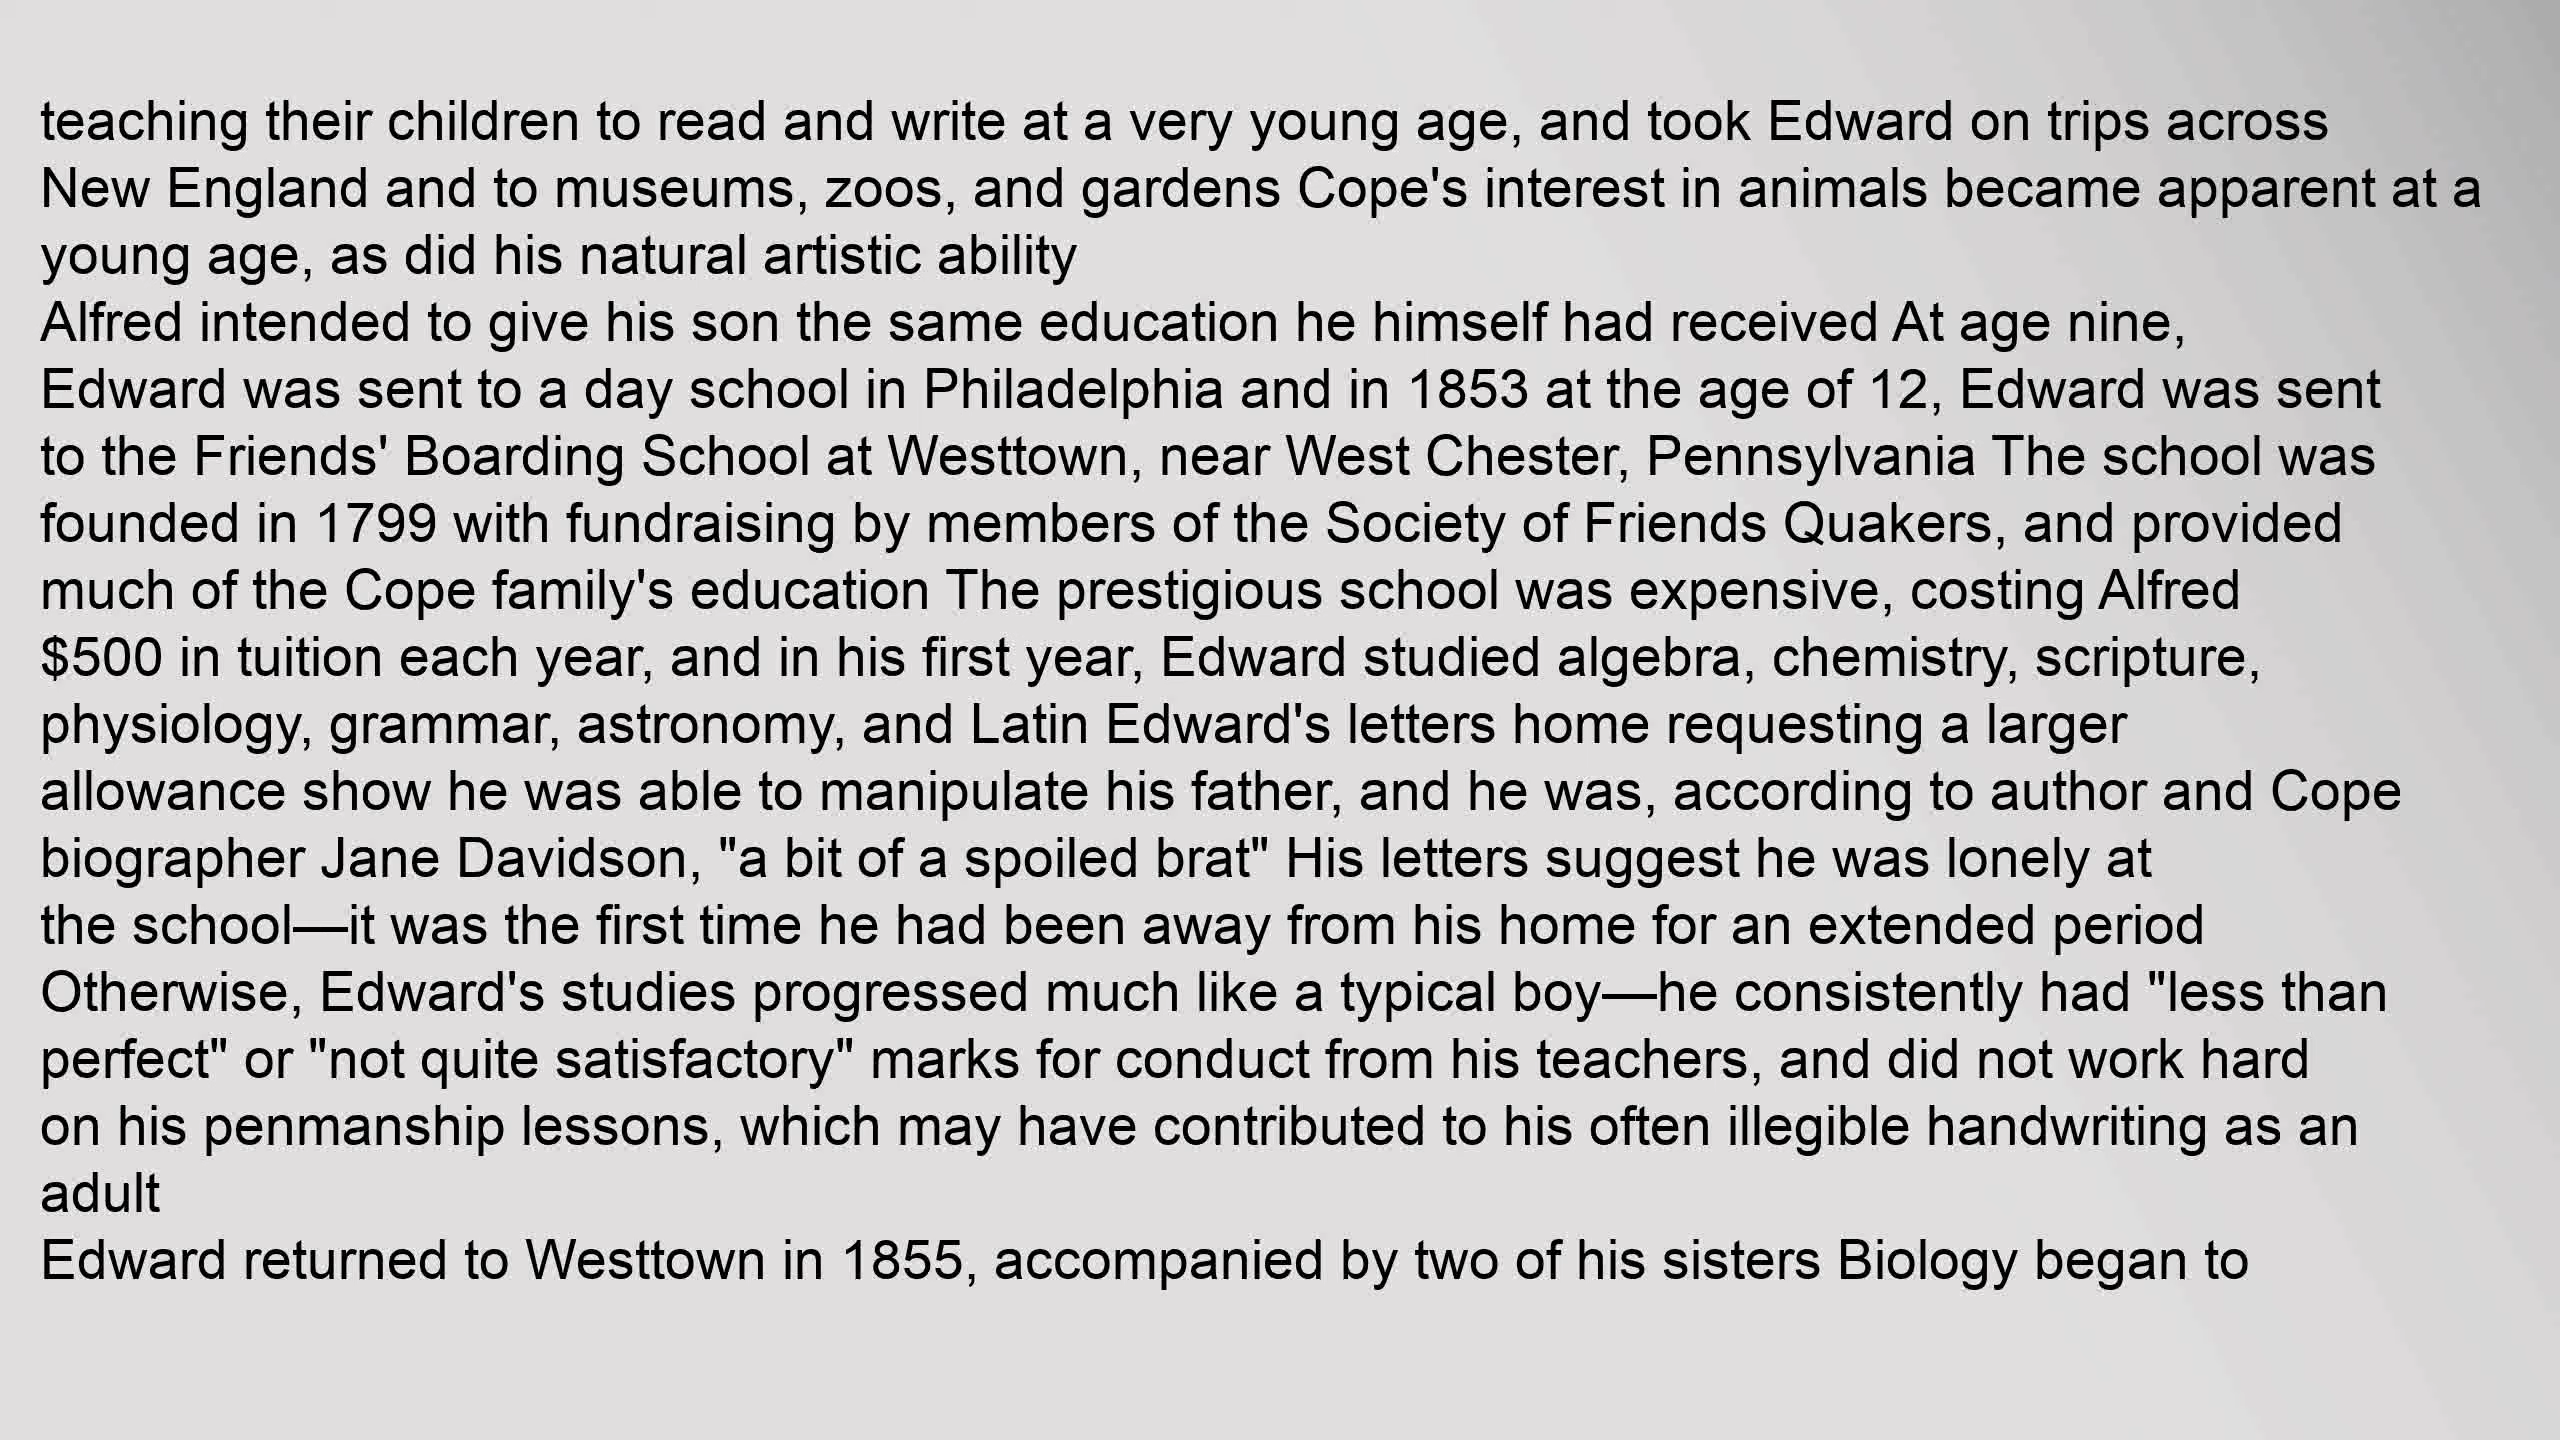 teaching their children to read and write at a very young age, and took Edward on trips across
New England and to museums, zoos, and gardens Cope's interest in animals became apparent at a
young age, as did his natural artistic ability
Alfred intended to give his son the same education he himself had received At age nine,
Edward was sent to a day school in Philadelphia and in 1853 at the age of 12, Edward was sent
to the Friends' Boarding School at Westtown, near West Chester, Pennsylvania The school was
founded in 1799 with fundraising by members of the Society of Friends Quakers, and provided
much of the Cope family's education The prestigious school was expensive, costing Alfred
$500 in tuition each year, and in his first year, Edward studied algebra, chemistry, scripture,
physiology, grammar, astronomy, and Latin Edward's letters home requesting a larger
allowance show he was able to manipulate his father, and he was, according to author and Cope
biographer Jane Davidson, "a bit of a spoiled brat" His letters suggest he was lonely at
the school—it was the first time he had been away from his home for an extended period
Otherwise, Edward's studies progressed much like a typical boy—he consistently had "less than
perfect" or "not quite satisfactory" marks for conduct from his teachers, and did not work hard
on his penmanship lessons, which may have contributed to his often illegible handwriting as an
adult
Edward returned to Westtown in 1855, accompanied by two of his sisters Biology began to